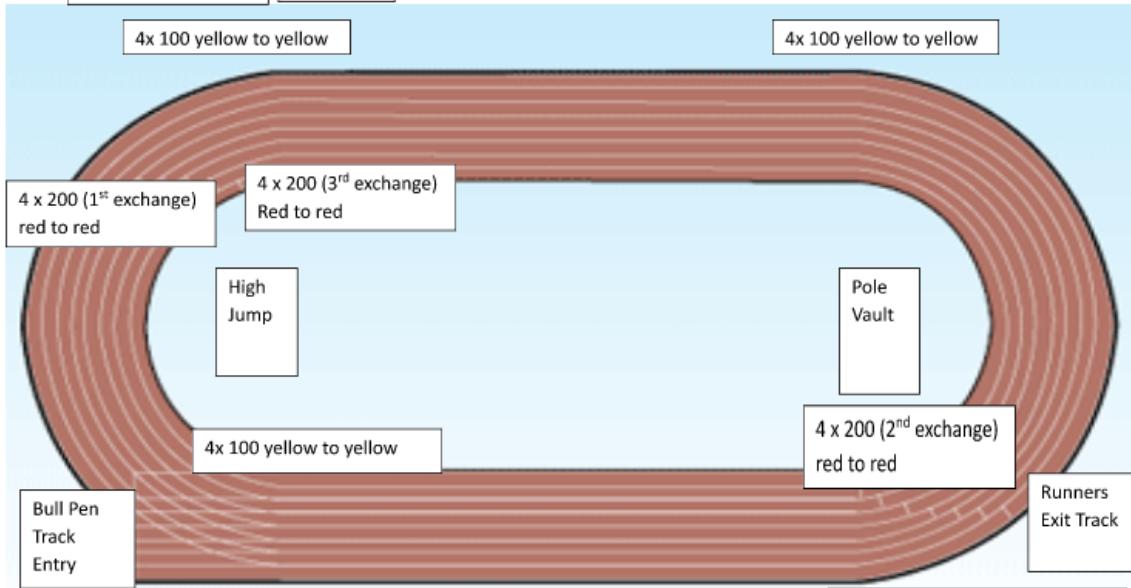 4x 100 yellow to yellow
4x 100 yellow to yellow
4 x 200 (1st exchange)
red to red
4 x 200 (3rd exchange)
Red to red
High
Jump
Pole
Vault
4x 100 yellow to yellow
4 x 200 (2nd exchange)
red to red
Bull Pen
Track
Entry
Runners
Exit Track